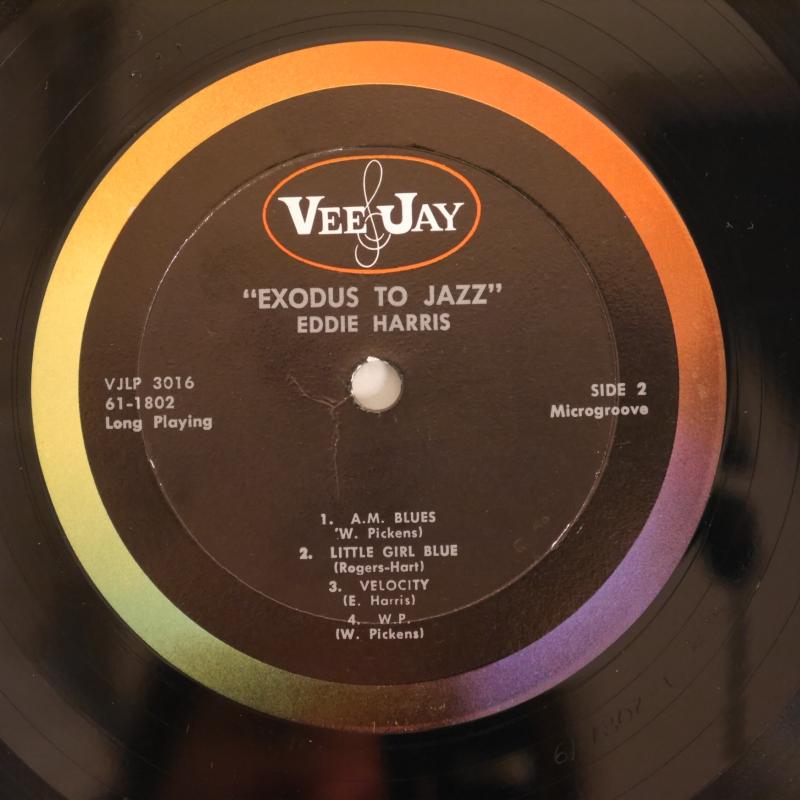 VEE JAY
"EXODUS TO JAZZ"
EDDIE HARRIS
VJLP 3016
61-1802
Long Playing
SIDE 2
Microgroove
1. A.M. BLUES
(W. Pickens)
2. LITTLE GIRL BLUE
(Rogers-Hart)
3. VELOCITY
(E. Harris)
4. W.P.
(W. Pickens)